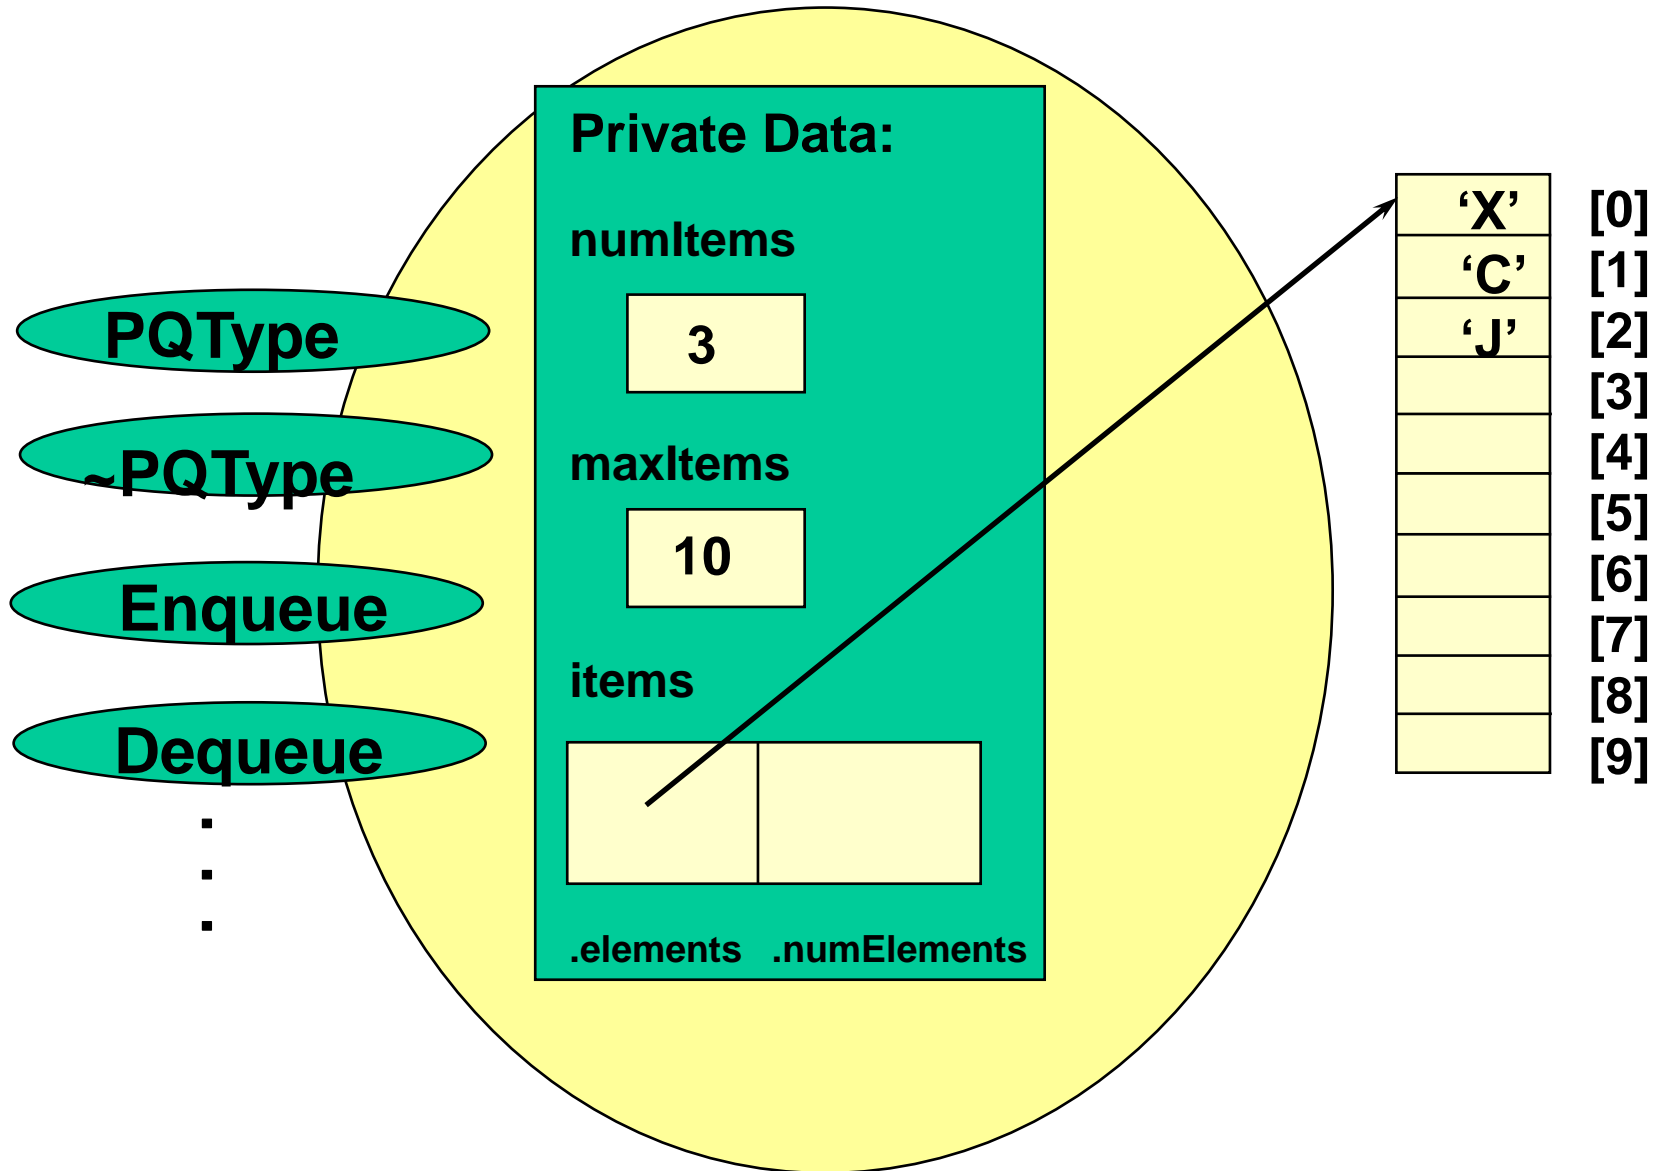 Private Data:
numItems
3
maxItems
10
items
.elements .numElements
PQType
~PQType
Enqueue
Dequeue
.
.
.
‘X’ [0]
‘C’ [1]
‘J’ [2]
[3]
[4]
[5]
[6]
[7]
[8]
[9]